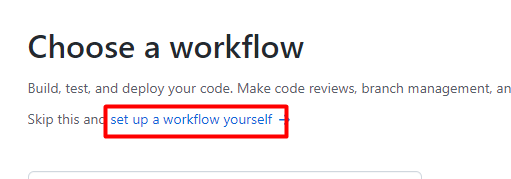 Choose a workflow
Build, test, and deploy your code. Make code reviews, branch management, an
Skip this and set up a workflow yourself →